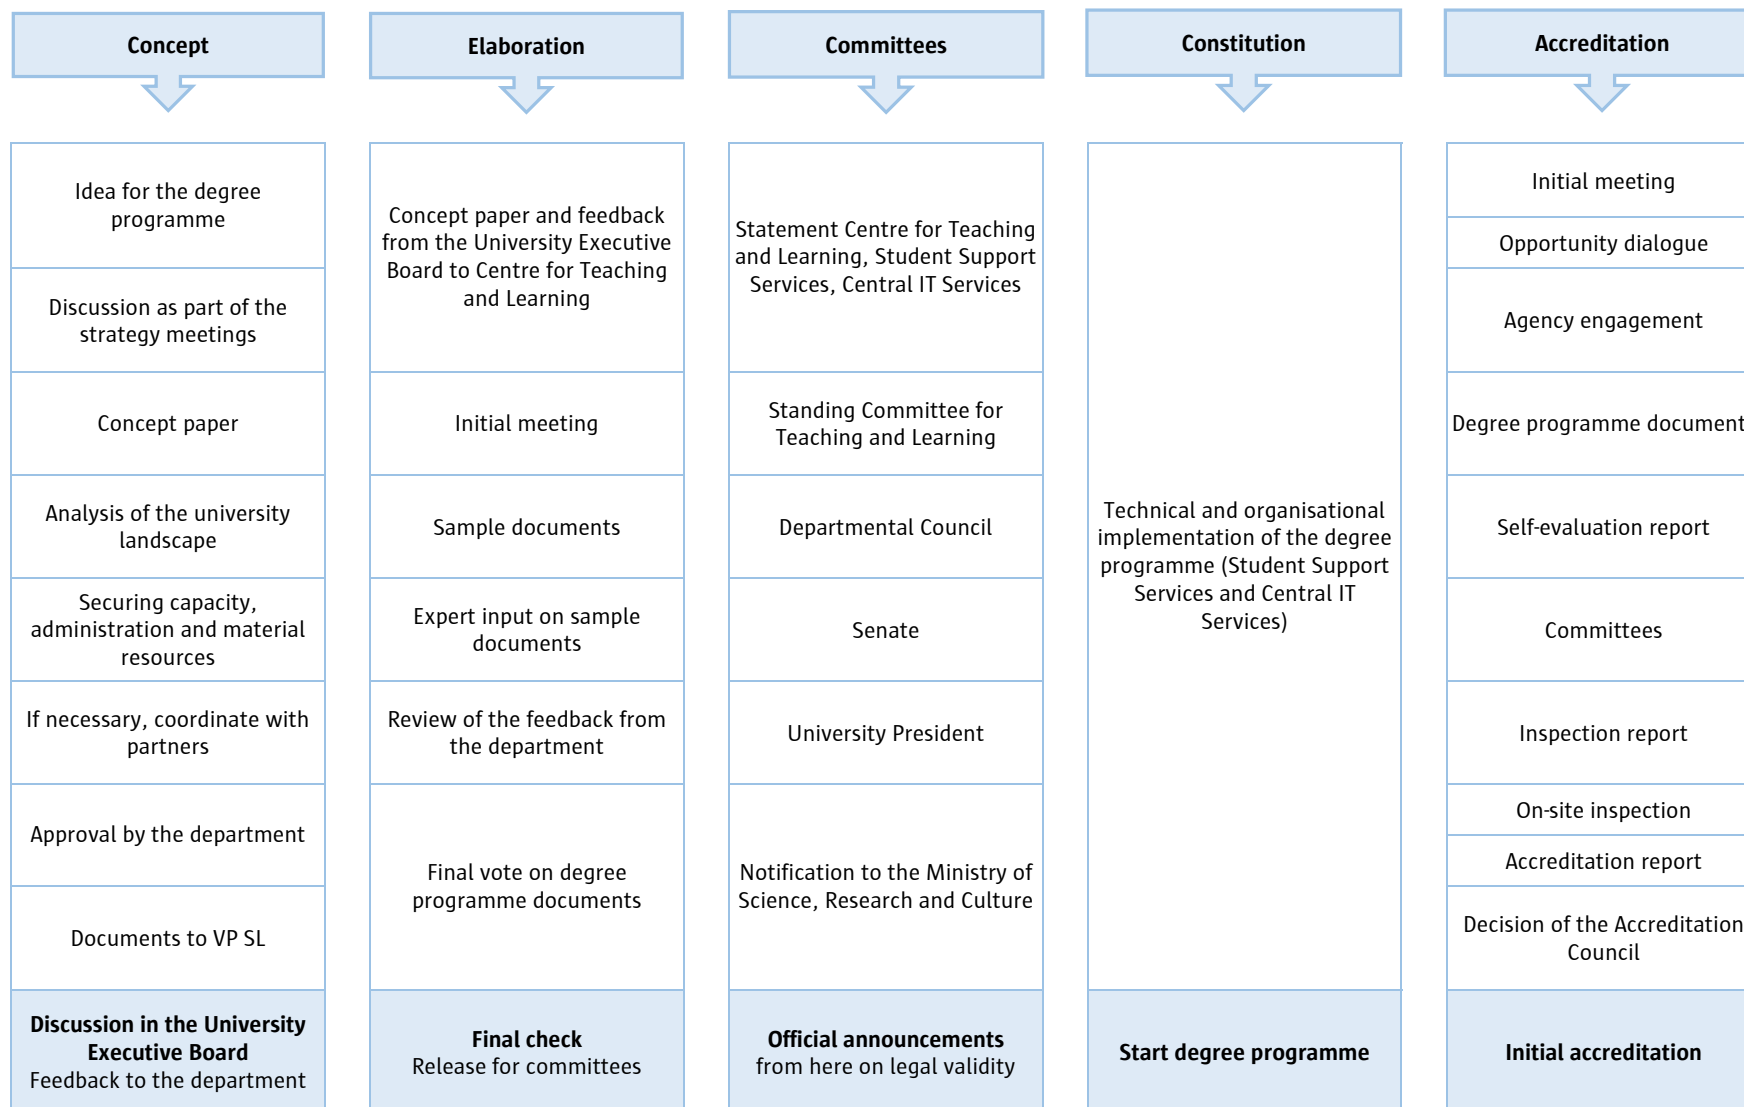 Concept
Idea for the degree
programme
Discussion as part of the
strategy meetings
Concept paper
Analysis of the university
landscape
Securing capacity,
administration and material
resources
If necessary, coordinate with
partners
Approval by the department
Documents to VP SL
Discussion in the University
Executive Board
Feedback to the department
Elaboration
Concept paper and feedback
from the University Executive
Board to Centre for Teaching
and Learning
Initial meeting
Sample documents
Expert input on sample
documents
Review of the feedback from
the department
Final vote on degree
programme documents
Final check
Release for committees
Committees
Statement Centre for Teaching
and Learning, Student Support
Services, Central IT Services
Standing Committee for
Teaching and Learning
Departmental Council
Senate
University President
Notification to the Ministry of
Science, Research and Culture
Official announcements
from here on legal validity
Constitution
Technical and organisational
implementation of the degree
programme (Student Support
Services and Central IT
Services)
Start degree programme
Accreditation
Initial meeting
Opportunity dialogue
Agency engagement
Degree programme document
Self-evaluation report
Committees
Inspection report
On-site inspection
Accreditation report
Decision of the Accreditation
Council
Initial accreditation